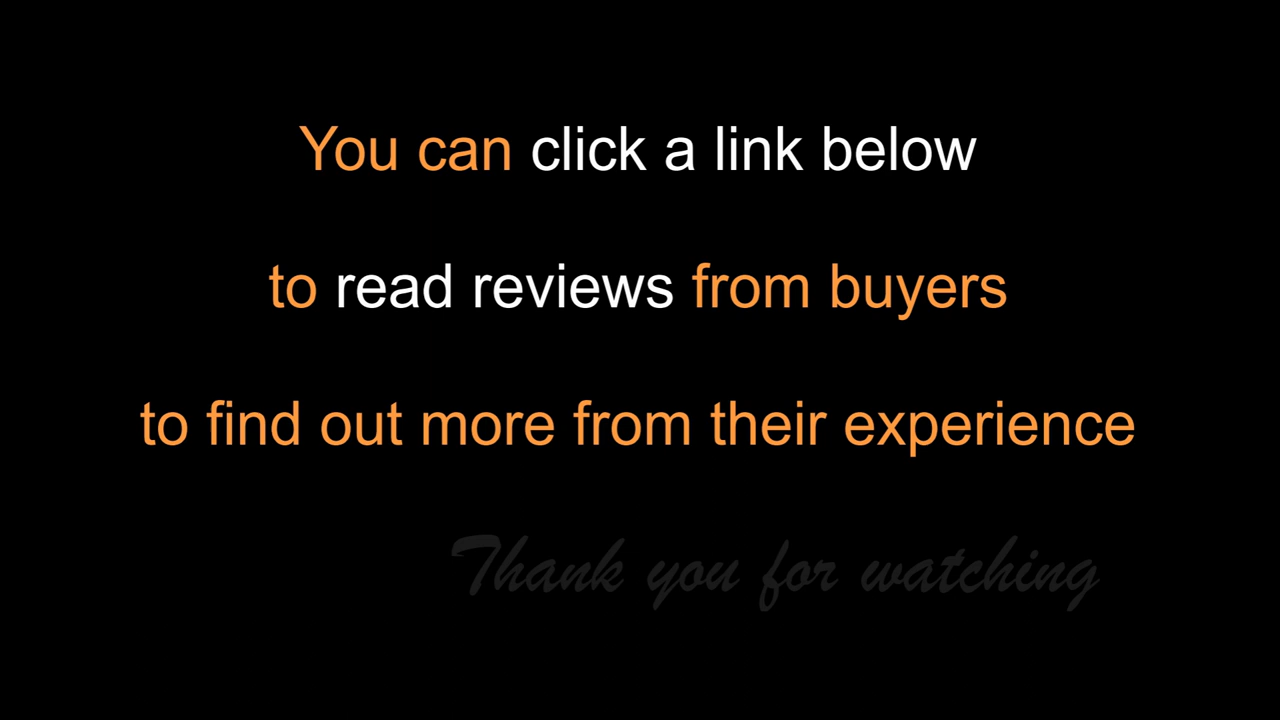 You can click a link below
to read reviews from buyers
to find out more from their experience
Thank you for watching